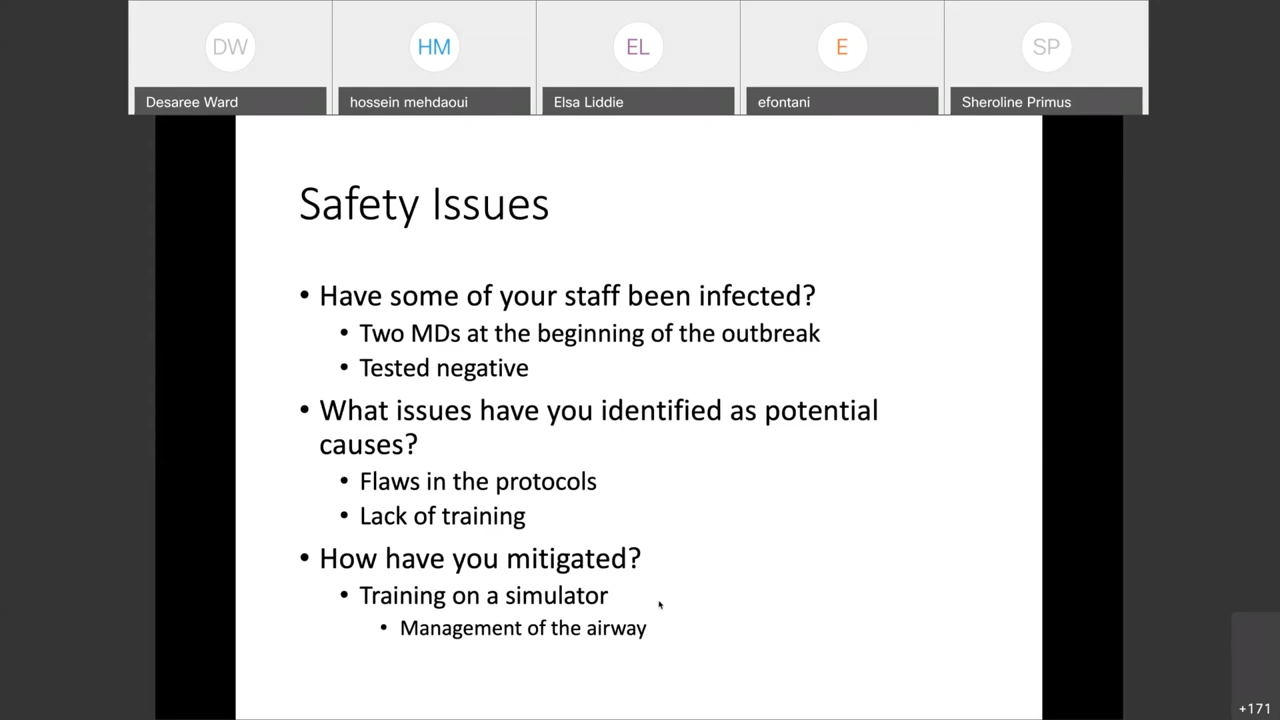 DW
HM
EL
E
SP
Desaree Ward
hossein mehdaoui
Elsa Liddie
efontani
Sheroline Primus
Safety Issues
• Have some of your staff been infected?
• Two MDs at the beginning of the outbreak
• Tested negative
• What issues have you identified as potential
causes?
• Flaws in the protocols
• Lack of training
• How have you mitigated?
• Training on a simulator
• Management of the airway
+171